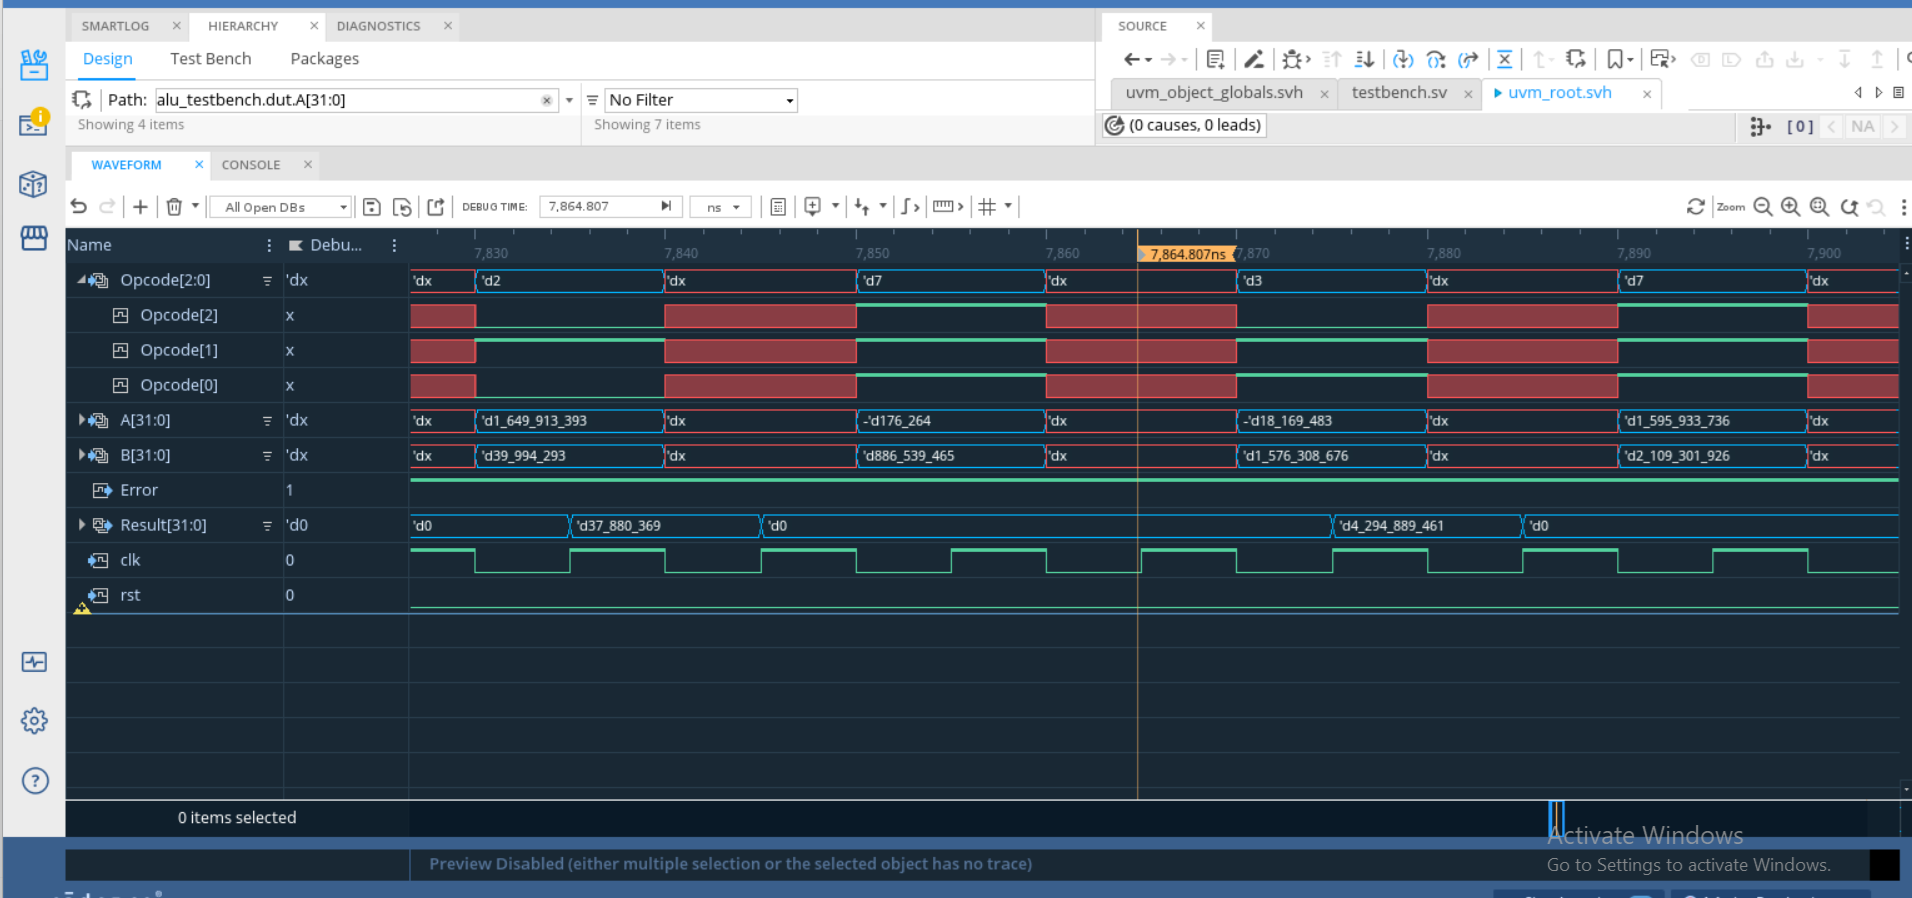 SMARTLOG × HIERARCHY × DIAGNOSTICS × SOURCE ×
Design Test Bench Packages
uvm_object_globals.svh × testbench.sv × uvm_root.svh ×
Path: alu_testbench.dut.A[31:0] No Filter
Showing 4 items Showing 7 items
(0 causes, 0 leads) [ 0 ] NA
WAVEFORM × CONSOLE ×
All Open DBs DEBUG TIME: 7,864.807 ns Zoom
Name Debu...
7,830 7,840 7,850 7,860 7,864.807ns 7,870 7,880 7,890 7,900
Opcode[2:0] 'dx 'dx 'd2 'dx 'd7 'dx 'd3 'dx 'd7 'dx
Opcode[2] x
Opcode[1] x
Opcode[0] x
A[31:0] 'dx 'dx 'd1_649_913_393 'dx -'d176_264 'dx -'d18_169_483 'dx 'd1_595_933_736 'dx
B[31:0] 'dx 'dx 'd39_994_293 'dx 'd886_539_465 'dx 'd1_576_308_676 'dx 'd2_109_301_926 'dx
Error 1
Result[31:0] 'd0 'd0 'd37_880_369 'd0 'd4_294_889_461 'd0
clk 0
rst 0
0 items selected
Activate Windows
Preview Disabled (either multiple selection or the selected object has no trace)
Go to Settings to activate Windows.